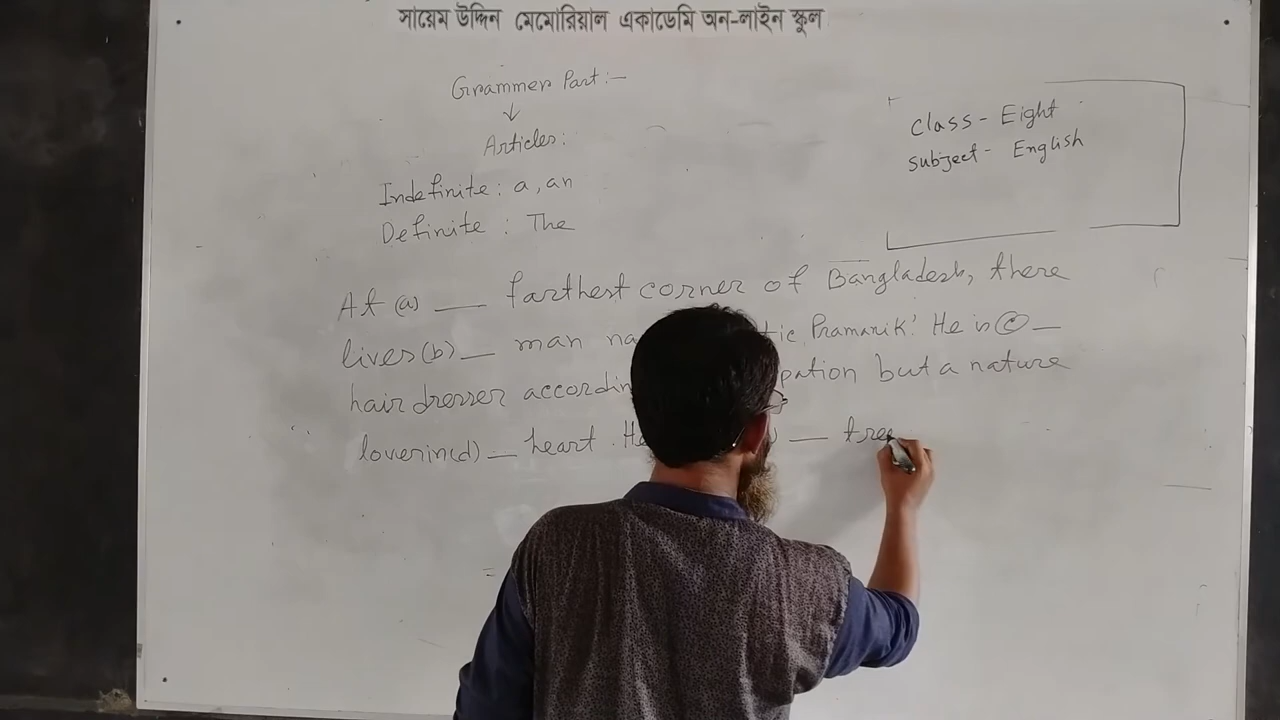 সায়েম উদ্দিন মেমোরিয়াল একাডেমি অন-লাইন স্কুল
Grammer Part:-
↓
Articles:
Class - Eight
Subject - English
Indefinite: a, an
Definite : The
At (a) __ farthest corner of Bangladesh, there
lives (b) __ man na tic Pramanik'. He is (c) __
hair dresser accordin pation but a nature
lover in (d) __ heart. He __ tree